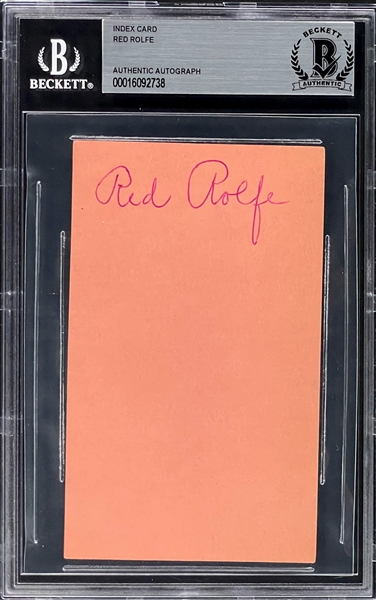 BECKETT®
INDEX CARD
RED ROLFE
AUTHENTIC AUTOGRAPH
00016092738
BECKETT
B
AUTHENTIC
Red Rolfe